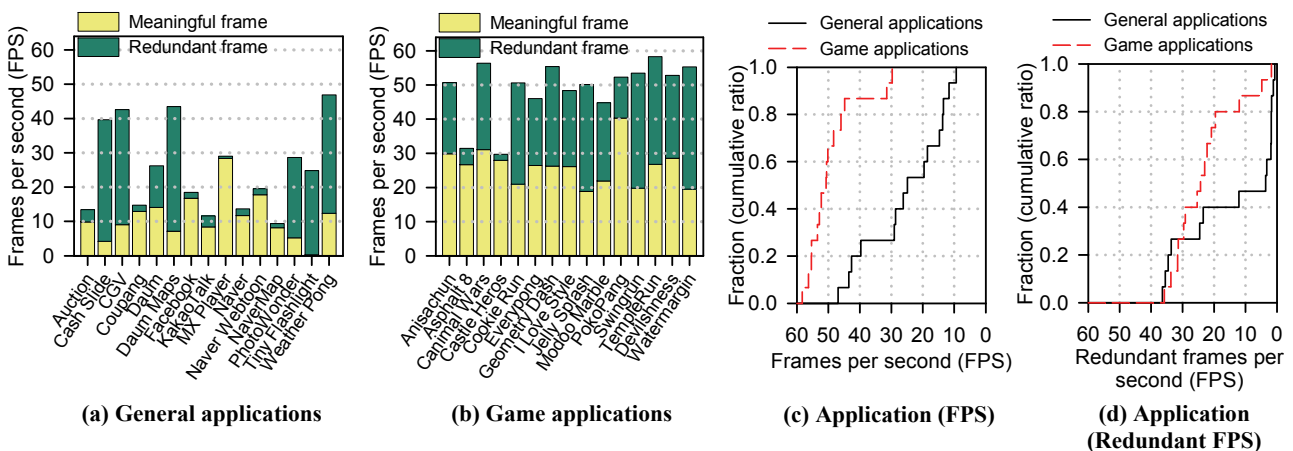 Meaningful frame
Redundant frame
Frames per second (FPS)
60
50
40
30
20
10
0
Auction
Cash Slide
CGV
Coupang
Daum
Daum Maps
Facebook
KakaoTalk
MX Player
Naver
Naver Webtoon
NaverMap
PhotoWonder
Tiny Flashlight
Weather Pong
(a) General applications
Meaningful frame
Redundant frame
Frames per second (FPS)
60
50
40
30
20
10
0
Anisachun
Asphalt 8
Canimal Wars
Castle Heros
Cookie Run
Everypong
Geometry Dash
I Love Style
Jelly Splash
Modoo Marble
PokoPang
Swingrun
TempleRun
Devilshness
Watermargin
(b) Game applications
General applications
Game applications
Fraction (cumulative ratio)
1.0
0.8
0.6
0.4
0.2
0.0
60 50 40 30 20 10 0
Frames per second (FPS)
(c) Application (FPS)
General applications
Game applications
Fraction (cumulative ratio)
1.0
0.8
0.6
0.4
0.2
0.0
60 50 40 30 20 10 0
Redundant frames per
second (FPS)
(d) Application
(Redundant FPS)